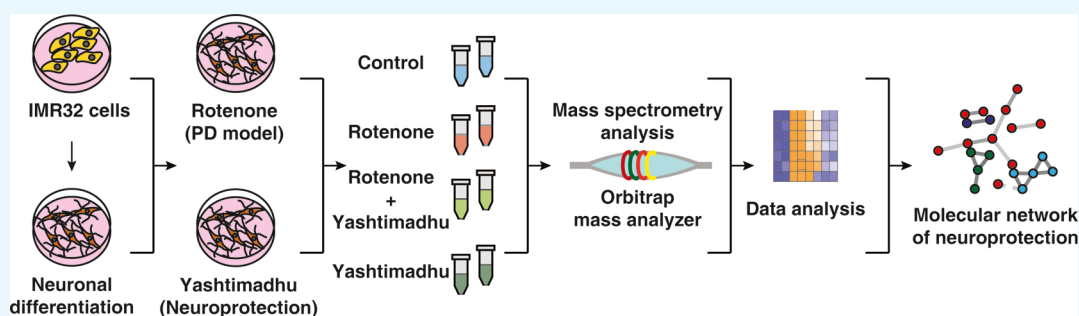 IMR32 cells
Neuronal
differentiation
Rotenone
(PD model)
Yashtimadhu
(Neuroprotection)
Control
Rotenone
Rotenone
+
Yashtimadhu
Yashtimadhu
Mass spectrometry
analysis
Orbitrap
mass analyzer
Data analysis
Molecular network
of neuroprotection